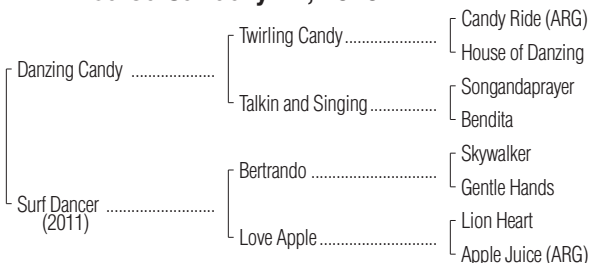 Candy Ride (ARG)
Twirling Candy
House of Danzing
Danzing Candy
Songandaprayer
Talkin and Singing
Bendita
Skywalker
Bertrando
Gentle Hands
Surf Dancer
(2011)
Lion Heart
Love Apple
Apple Juice (ARG)